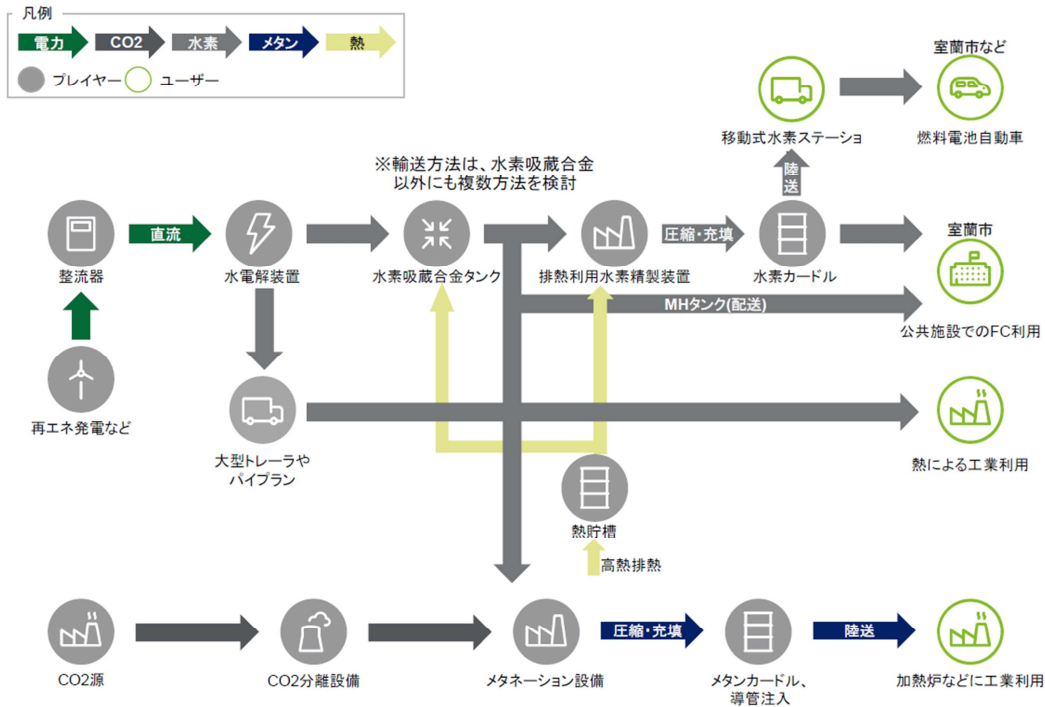 凡例
電力
CO2
水素
メタン
熱
プレイヤー
ユーザー
室蘭市など
移動式水素ステーショ
燃料電池自動車
※輸送方法は、水素吸蔵合金
以外にも複数方法を検討
陸送
室蘭市
直流
圧縮・充填
整流器
水電解装置
水素吸蔵合金タンク
排熱利用水素精製装置
水素カードル
MHタンク(配送)
公共施設でのFC利用
再エネ発電など
大型トレーラや
パイプラン
熱による工業利用
熱貯槽
高熱排熱
圧縮・充填
陸送
CO2源
CO2分離設備
メタネーション設備
メタンカードル、
導管注入
加熱炉などに工業利用